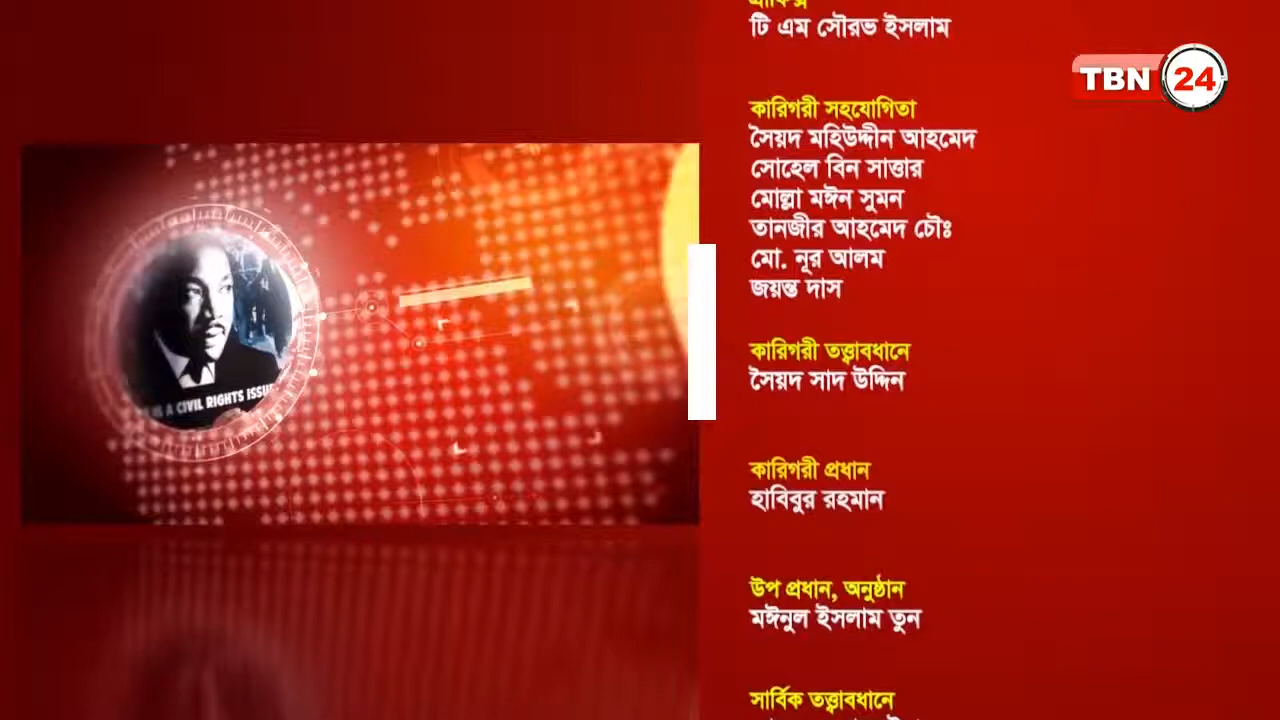 টি এম সৌরভ ইসলাম
TBN 24
কারিগরী সহযোগিতা
সৈয়দ মহিউদ্দীন আহমেদ
সোহেল বিন সাত্তার
মোল্লা মঈন সুমন
তানজীর আহমেদ চৌঃ
মো. নূর আলম
জয়ন্ত দাস
কারিগরী তত্ত্বাবধানে
সৈয়দ সাদ উদ্দিন
কারিগরী প্রধান
হাবিবুর রহমান
উপ প্রধান, অনুষ্ঠান
মঈনুল ইসলাম তুন
সার্বিক তত্ত্বাবধানে
A CIVIL RIGHTS ISSUE